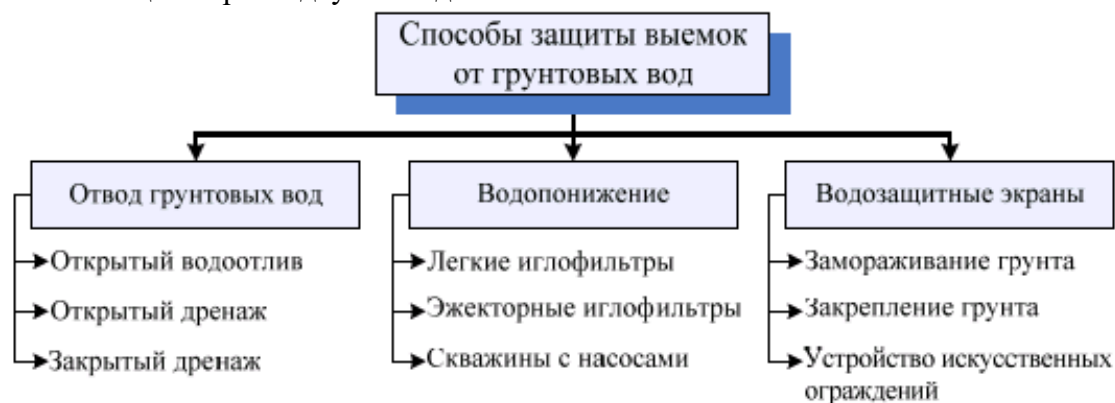 Способы защиты выемок
от грунтовых вод
Отвод грунтовых вод
Открытый водоотлив
Открытый дренаж
Закрытый дренаж
Водопонижение
Легкие иглофильтры
Эжекторные иглофильтры
Скважины с насосами
Водозащитные экраны
Замораживание грунта
Закрепление грунта
Устройство искусственных
ограждений